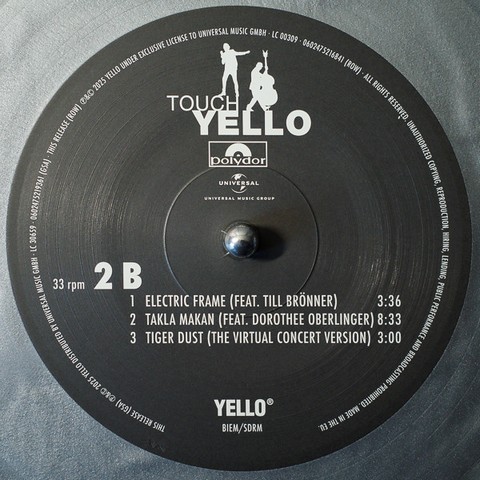 THIS RELEASE (ROW) ℗&© 2025 YELLO UNDER EXCLUSIVE LICENSE TO UNIVERSAL MUSIC GMBH · LC 00309 · 0602475216841 (ROW) · ALL RIGHTS RESERVED. UNAUTHORIZED COPYING, REPRODUCTION, HIRING, LENDING, PUBLIC PERFORMANCE AND BROADCASTING PROHIBITED. MADE IN THE EU.
TOUCH
YELLO
polydor
UNIVERSAL
UNIVERSAL MUSIC GROUP
33 rpm 2 B
1 ELECTRIC FRAME (FEAT. TILL BRÖNNER) 3:36
2 TAKLA MAKAN (FEAT. DOROTHEE OBERLINGER) 8:33
3 TIGER DUST (THE VIRTUAL CONCERT VERSION) 3:00
YELLO®
BIEM/SDRM
THIS RELEASE (GSA) ℗&© 2025 YELLO DISTRIBUTED BY UNIVERSAL MUSIC GMBH · LC 30659 · 0602475219361 (GSA) ·